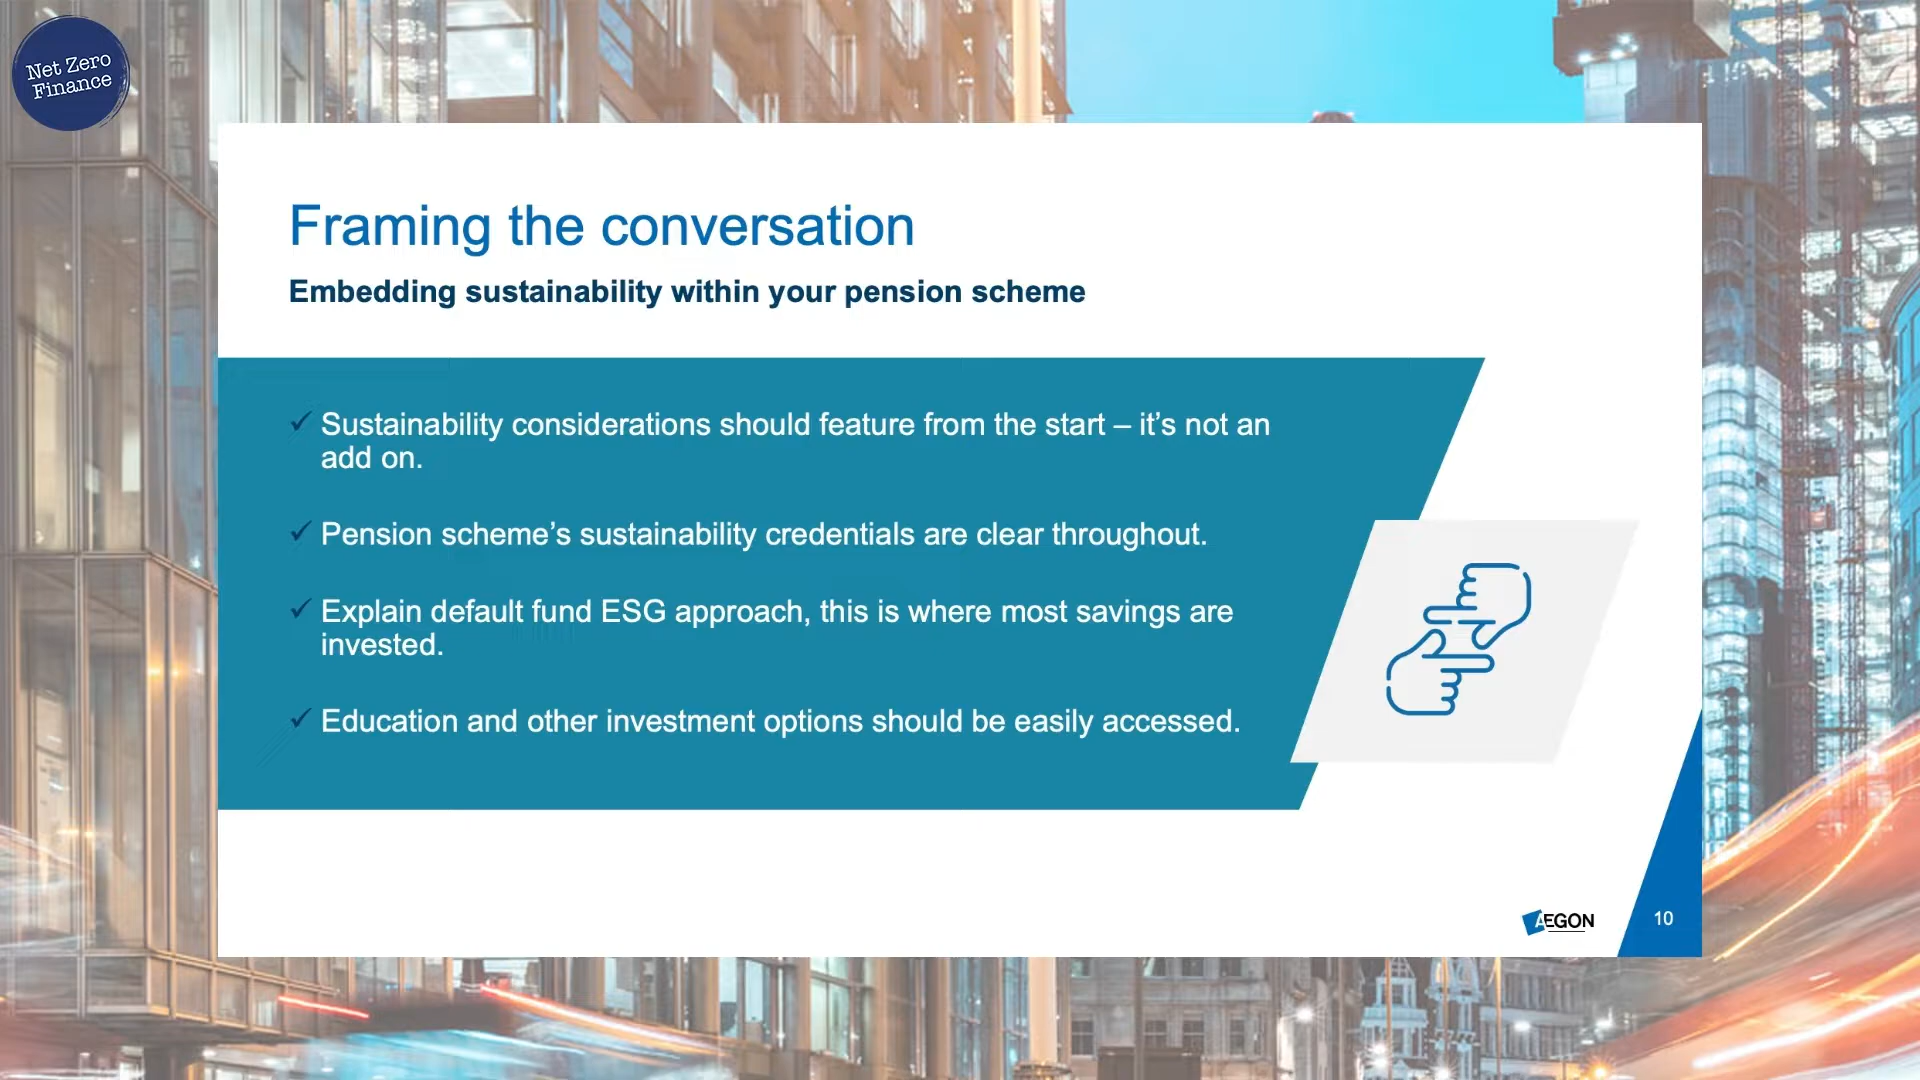 Net Zero
Finance
Framing the conversation
Embedding sustainability within your pension scheme
✓ Sustainability considerations should feature from the start – it’s not an
add on.
✓ Pension scheme’s sustainability credentials are clear throughout.
✓ Explain default fund ESG approach, this is where most savings are
invested.
✓ Education and other investment options should be easily accessed.
AEGON
10